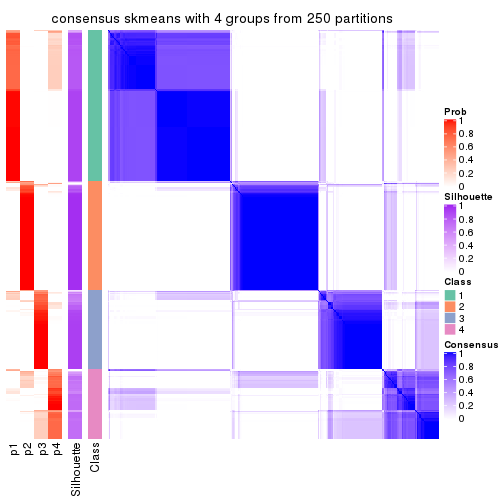 consensus skmeans with 4 groups from 250 partitions
Prob
1
0.8
0.6
0.4
0.2
0
Silhouette
1
0.8
0.6
0.4
0.2
0
Class
1
2
3
4
Consensus
1
0.8
0.6
0.4
0.2
0
p1
p2
p3
p4
Silhouette
Class